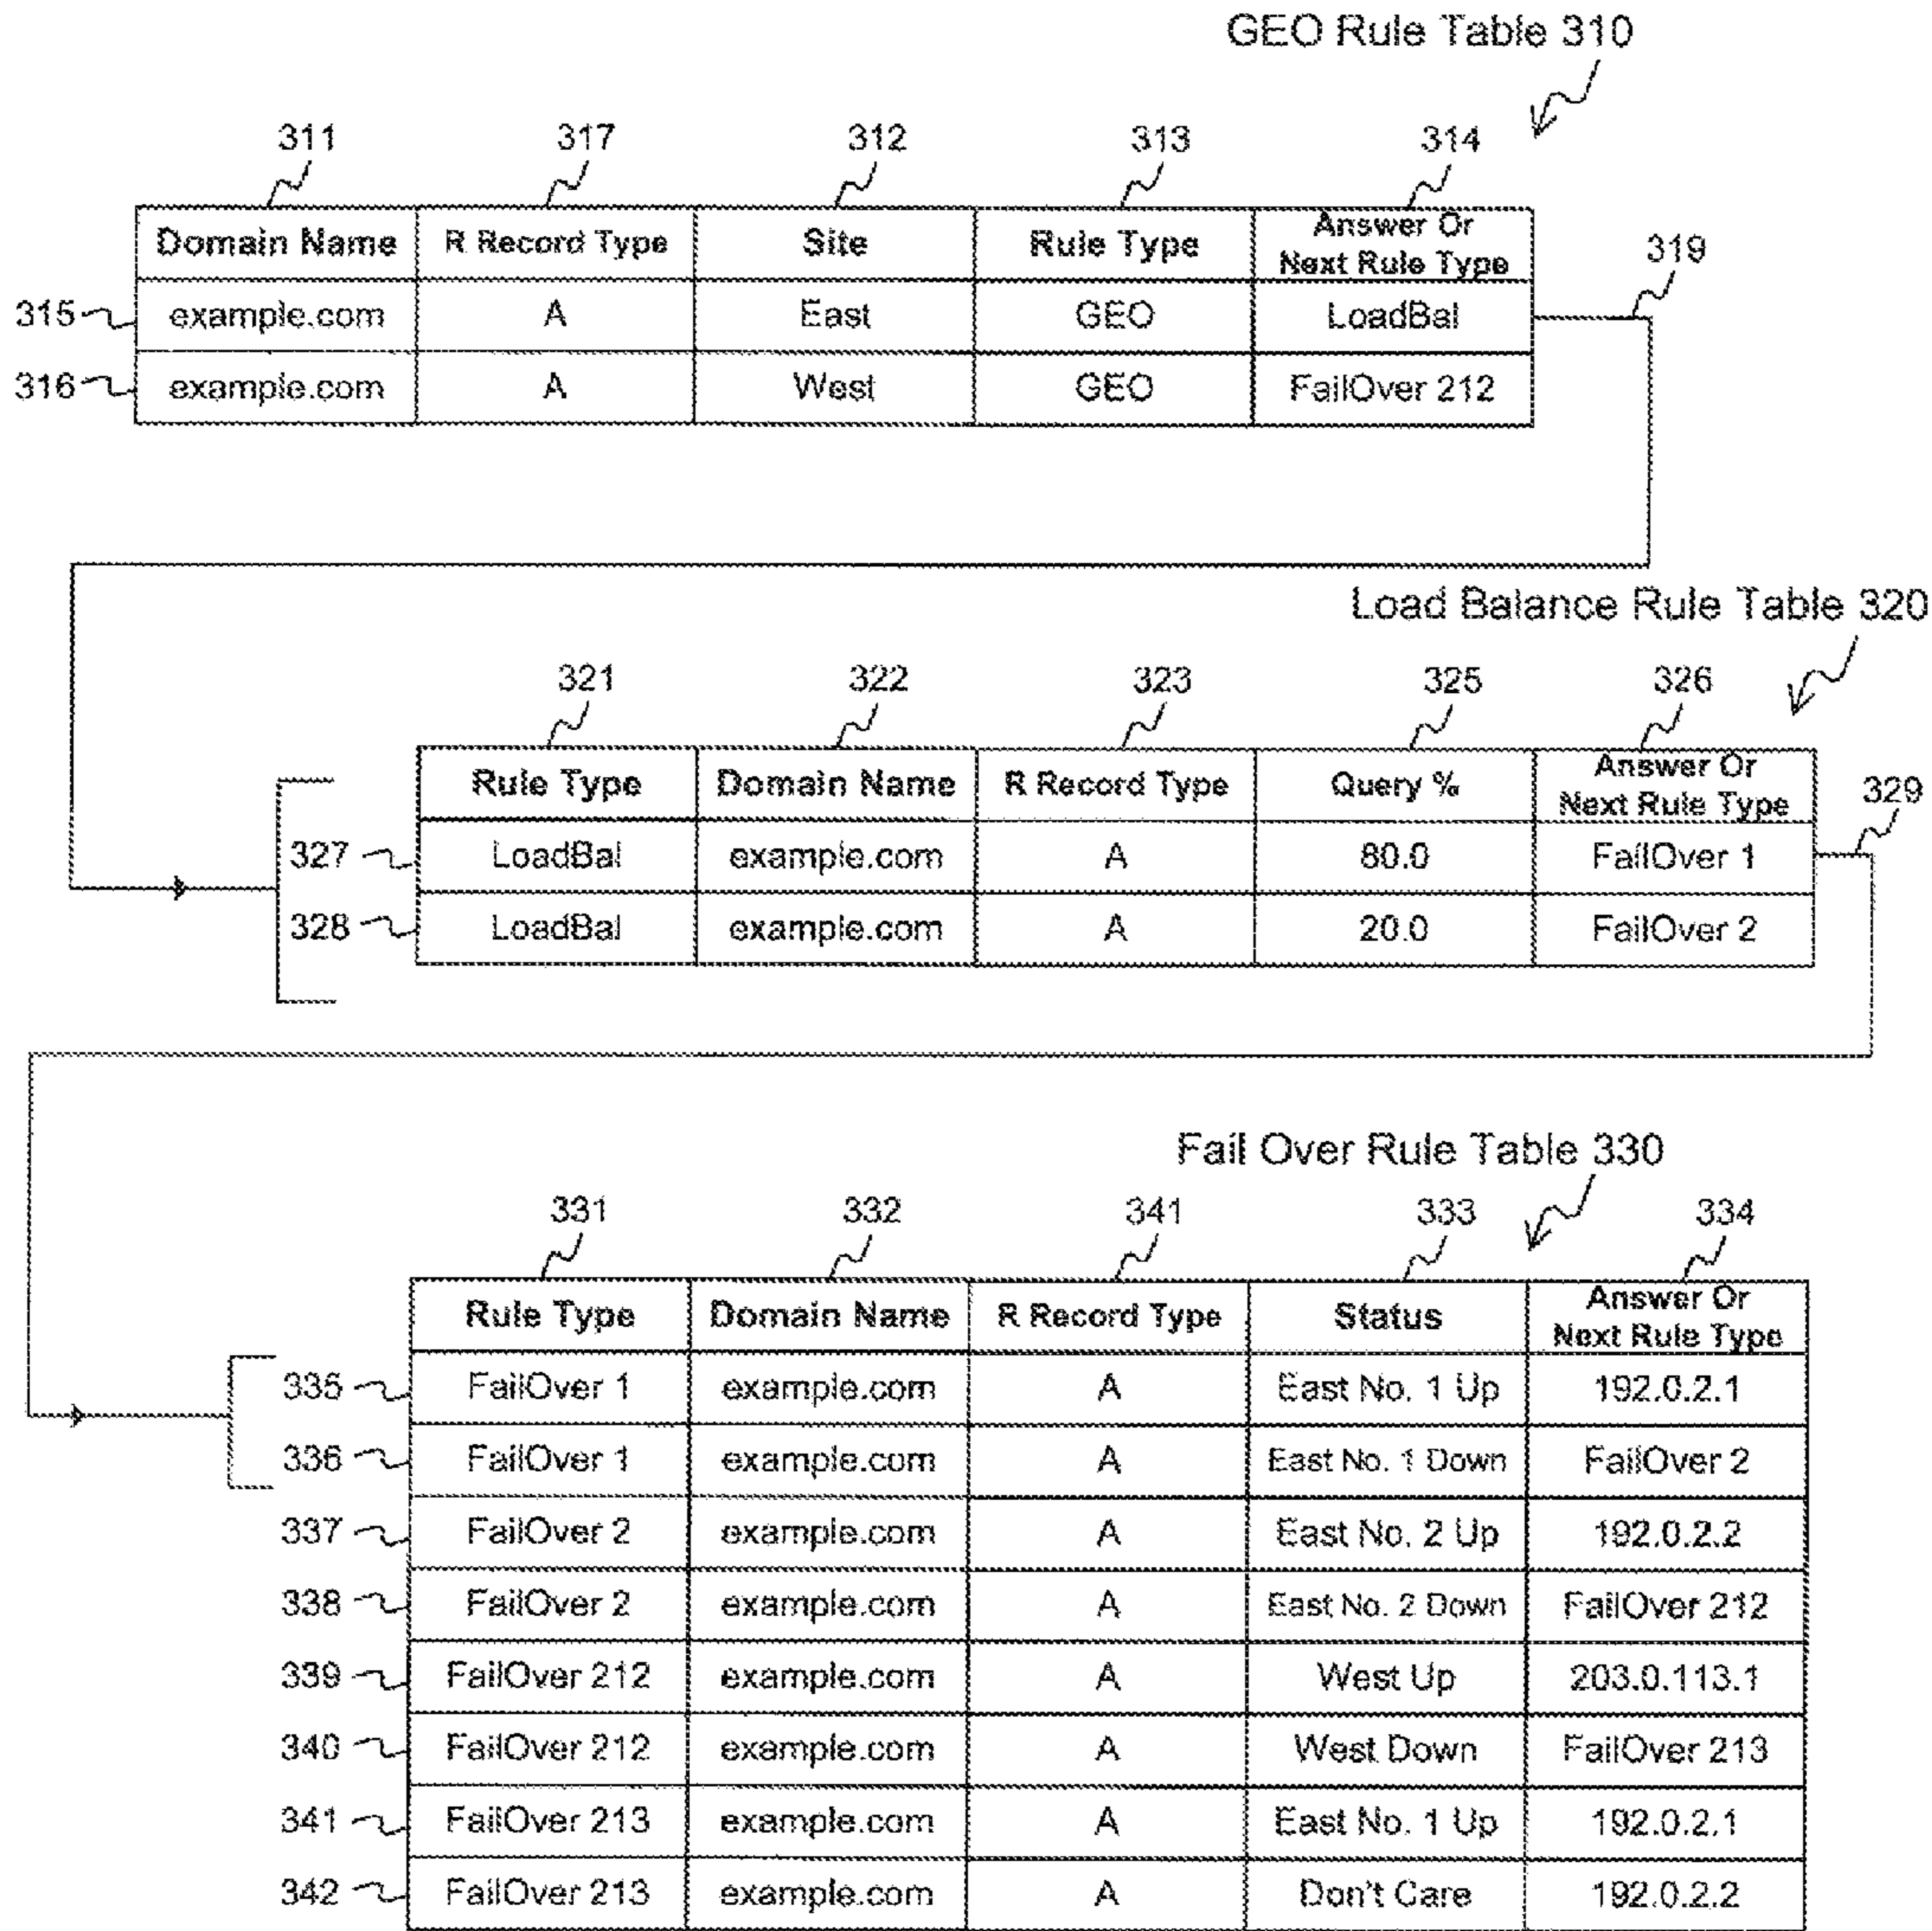 GEO Rule Table 310
311 317 312 313 314
Domain Name R Record Type Site Rule Type Answer Or Next Rule Type
319
315 example.com A East GEO LoadBal
316 example.com A West GEO FailOver 212
Load Balance Rule Table 320
321 322 323 325 326
Rule Type Domain Name R Record Type Query % Answer Or Next Rule Type
329
327 LoadBal example.com A 80.0 FailOver 1
328 LoadBal example.com A 20.0 FailOver 2
Fail Over Rule Table 330
331 332 341 333 334
Rule Type Domain Name R Record Type Status Answer Or Next Rule Type
335 FailOver 1 example.com A East No. 1 Up 192.0.2.1
336 FailOver 1 example.com A East No. 1 Down FailOver 2
337 FailOver 2 example.com A East No. 2 Up 192.0.2.2
338 FailOver 2 example.com A East No. 2 Down FailOver 212
339 FailOver 212 example.com A West Up 203.0.113.1
340 FailOver 212 example.com A West Down FailOver 213
341 FailOver 213 example.com A East No. 1 Up 192.0.2.1
342 FailOver 213 example.com A Don't Care 192.0.2.2